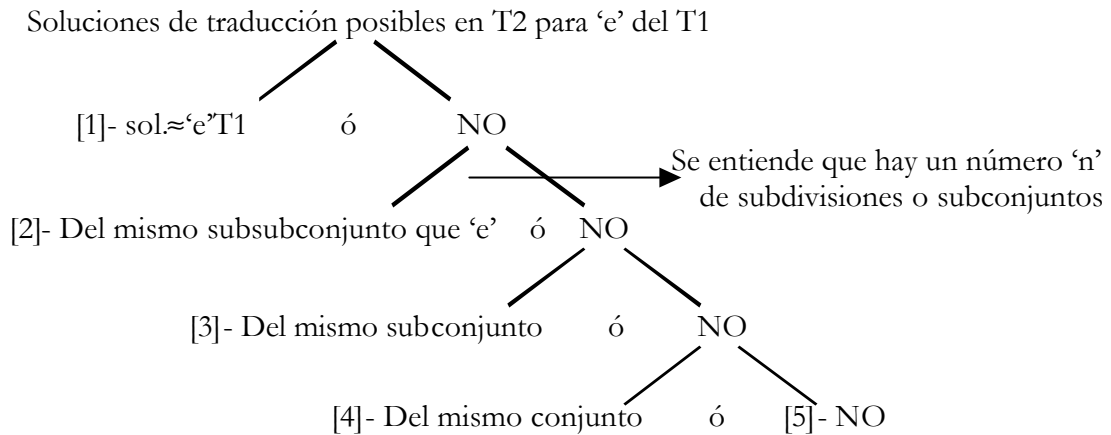 Soluciones de traducción posibles en T2 para ‘e’ del T1
[1]- sol.≈‘e’T1 ó NO
Se entiende que hay un número ‘n’
de subdivisiones o subconjuntos
[2]- Del mismo subsubconjunto que ‘e’ ó NO
[3]- Del mismo subconjunto ó NO
[4]- Del mismo conjunto ó [5]- NO